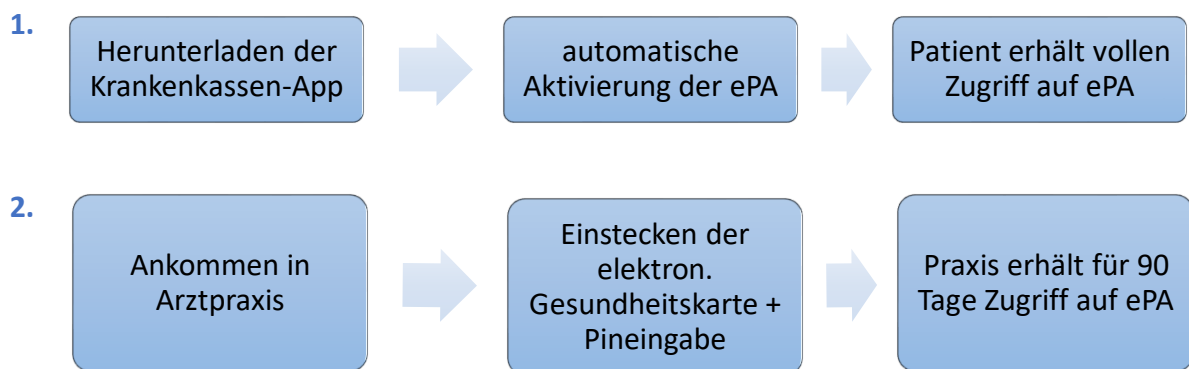 1.
Herunterladen der
Krankenkassen-App
automatische
Aktivierung der ePA
Patient erhält vollen
Zugriff auf ePA
2.
Ankommen in
Arztpraxis
Einstecken der
elektron.
Gesundheitskarte +
Pineingabe
Praxis erhält für 90
Tage Zugriff auf ePA